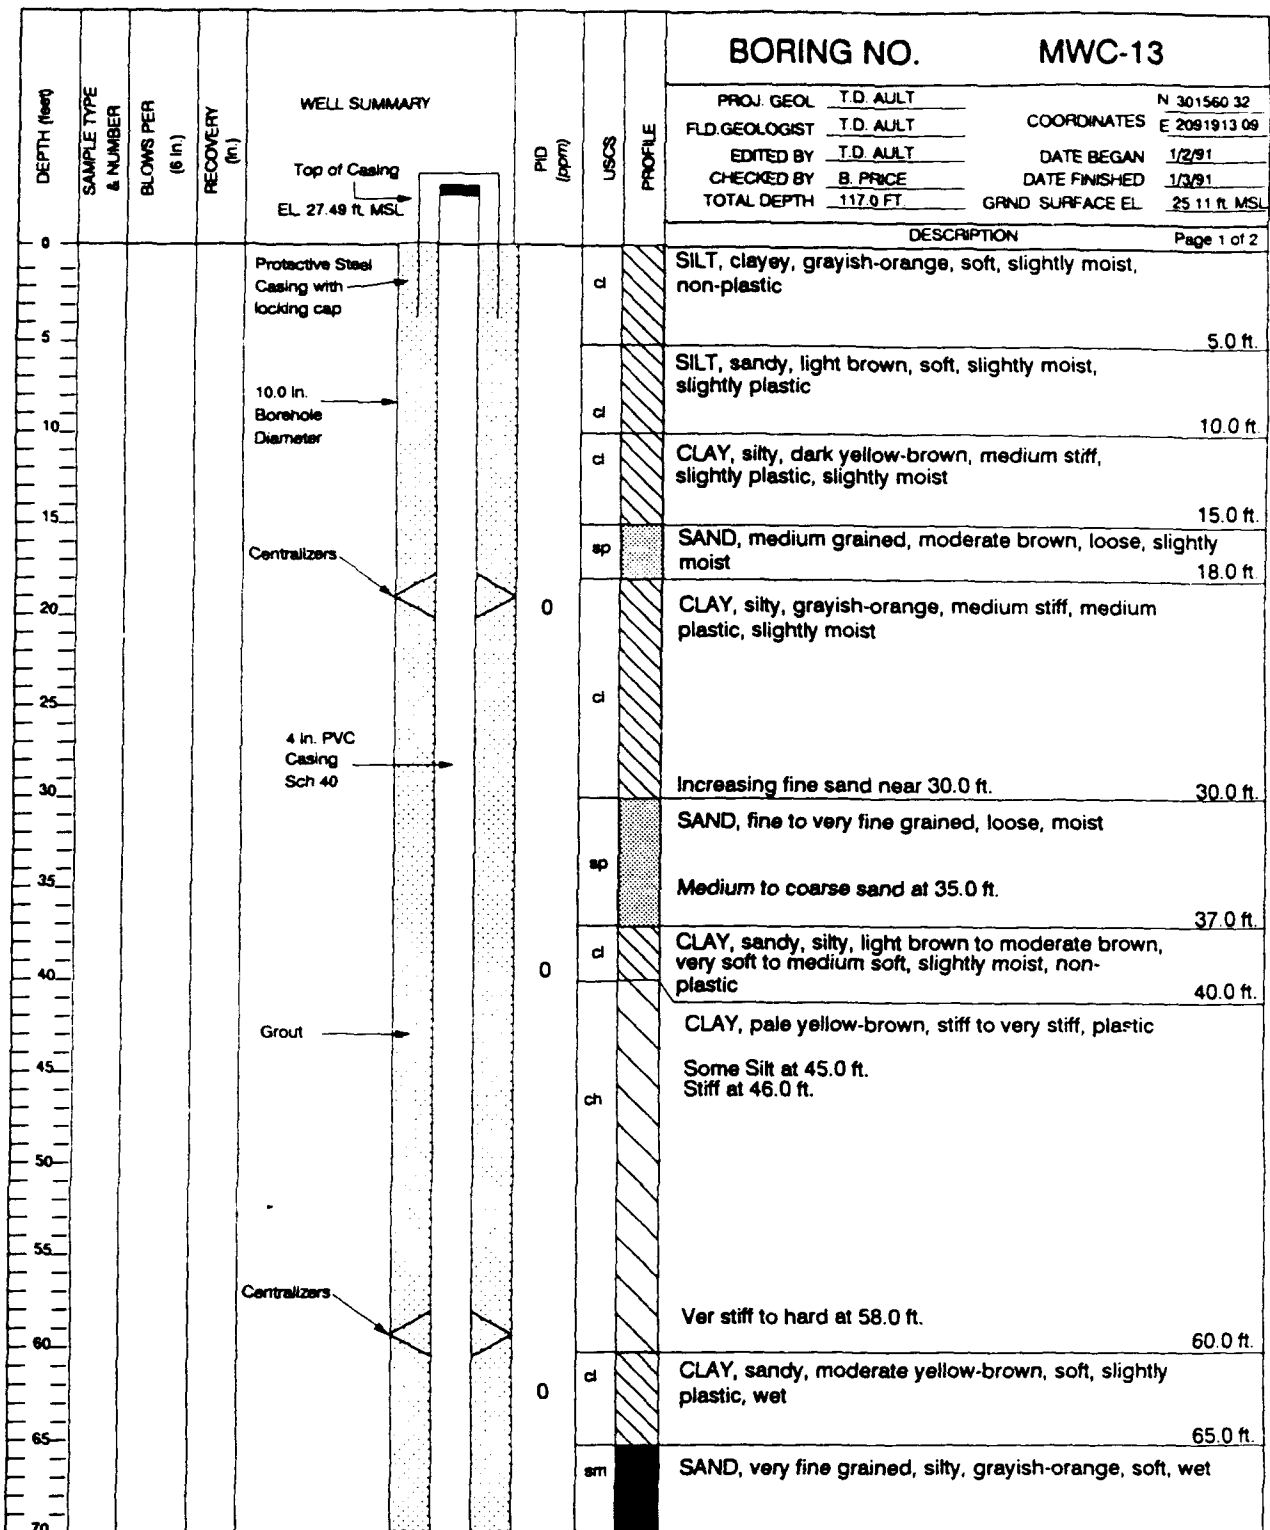 BORING NO. MWC-13
PROJ. GEOL T.D. AULT
FLD.GEOLOGIST T.D. AULT
EDITED BY T.D. AULT
CHECKED BY B. PRICE
TOTAL DEPTH 117.0 FT.
COORDINATES N 301560 32
E 2091913 09
DATE BEGAN 1/2/91
DATE FINISHED 1/3/91
GRND SURFACE EL 25 11 ft. MSL
DEPTH (feet)
SAMPLE TYPE
& NUMBER
BLOWS PER
(6 in.)
RECOVERY
(in.)
WELL SUMMARY
PID
(ppm)
USCS
PROFILE
DESCRIPTION Page 1 of 2
Top of Casing
EL. 27.49 ft. MSL
0
Protective Steel
Casing with
locking cap
cl
SILT, clayey, grayish-orange, soft, slightly moist,
non-plastic
5.0 ft.
5
SILT, sandy, light brown, soft, slightly moist,
slightly plastic
10.0 in.
Borehole
Diameter
cl
10.0 ft.
10
cl
CLAY, silty, dark yellow-brown, medium stiff,
slightly plastic, slightly moist
15.0 ft.
15
Centralizers
sp
SAND, medium grained, moderate brown, loose, slightly
moist
18.0 ft.
20
0
CLAY, silty, grayish-orange, medium stiff, medium
plastic, slightly moist
25
cl
4 in. PVC
Casing
Sch 40
Increasing fine sand near 30.0 ft.
30.0 ft.
30
SAND, fine to very fine grained, loose, moist
sp
35
Medium to coarse sand at 35.0 ft.
37.0 ft.
cl
CLAY, sandy, silty, light brown to moderate brown,
very soft to medium soft, slightly moist, non-
plastic
40.0 ft.
40
0
CLAY, pale yellow-brown, stiff to very stiff, plastic
Grout
Some Silt at 45.0 ft.
Stiff at 46.0 ft.
45
ch
50
55
Centralizers
Ver stiff to hard at 58.0 ft.
60.0 ft.
60
cl
0
CLAY, sandy, moderate yellow-brown, soft, slightly
plastic, wet
65.0 ft.
65
sm
SAND, very fine grained, silty, grayish-orange, soft, wet
70